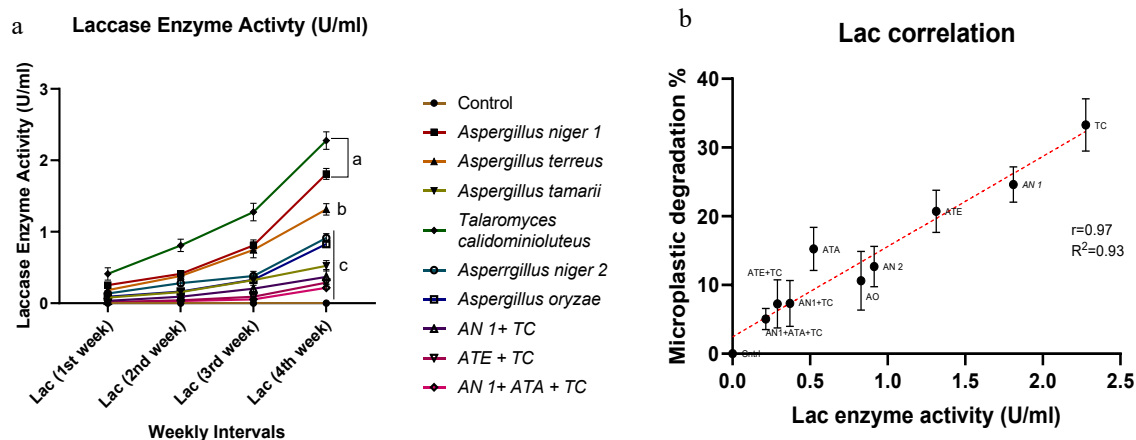 a
Laccase Enzyme Activty (U/ml)
Laccase Enzyme Activity (U/ml)
3
2
1
0
a
b
c
Lac (1st week)
Lac (2nd week)
Lac (3rd week)
Lac (4th week)
Weekly Intervals
Control
Aspergillus niger 1
Aspergillus terreus
Aspergillus tamarii
Talaromyces
calidominioluteus
Asperrgillus niger 2
Aspergillus oryzae
AN 1+ TC
ATE + TC
AN 1+ ATA + TC
b
Lac correlation
Microplastic degradation %
40
30
20
10
0
TC
AN 1
ATE
ATA
AN 2
AO
ATE+TC
AN1+TC
AN1+ATA+TC
Cntrl
r=0.97
R²=0.93
0.0
0.5
1.0
1.5
2.0
2.5
Lac enzyme activity (U/ml)